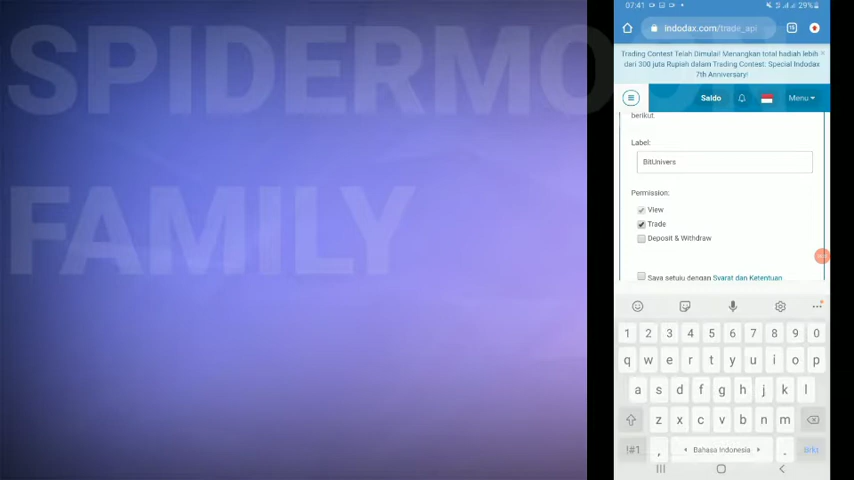 SPIDERMO
FAMILY
07:41
29%
indodax.com/trade_api
15
Trading Contest Telah Dimulai! Menangkan total hadiah lebih
dari 300 juta Rupiah dalam Trading Contest: Special Indodax
7th Anniversary!
Saldo
Menu
berikut.
Label:
BitUnivers
Permission:
View
Trade
Deposit & Withdraw
Saya setuju dengan Syarat dan Ketentuan
1 2 3 4 5 6 7 8 9 0
q w e r t y u i o p
a s d f g h j k l
z x c v b n m
!#1 , Bahasa Indonesia .